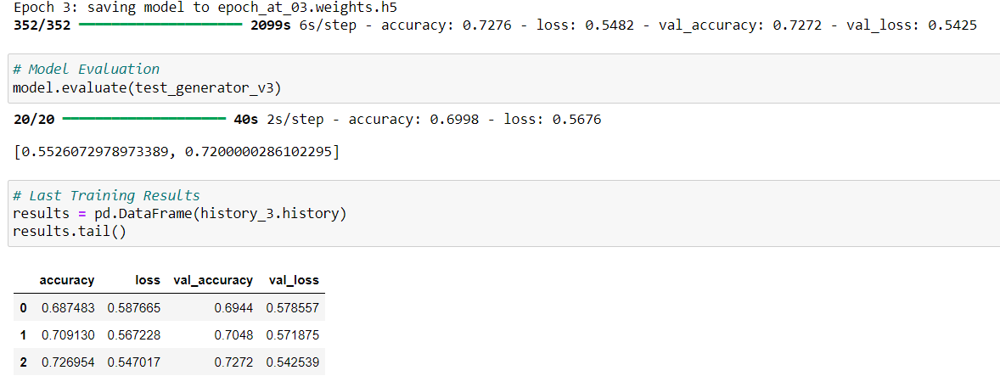 Epoch 3: saving model to epoch_at_03.weights.h5
352/352 ━━━━━━━━━━━━━━━━━━━━ 2099s 6s/step - accuracy: 0.7276 - loss: 0.5482 - val_accuracy: 0.7272 - val_loss: 0.5425
# Model Evaluation
model.evaluate(test_generator_v3)
20/20 ━━━━━━━━━━━━━━━━━━━━ 40s 2s/step - accuracy: 0.6998 - loss: 0.5676
[0.5526072978973389, 0.7200000286102295]
# Last Training Results
results = pd.DataFrame(history_3.history)
results.tail()
accuracy loss val_accuracy val_loss
0 0.687483 0.587665 0.6944 0.578557
1 0.709130 0.567228 0.7048 0.571875
2 0.726954 0.547017 0.7272 0.542539